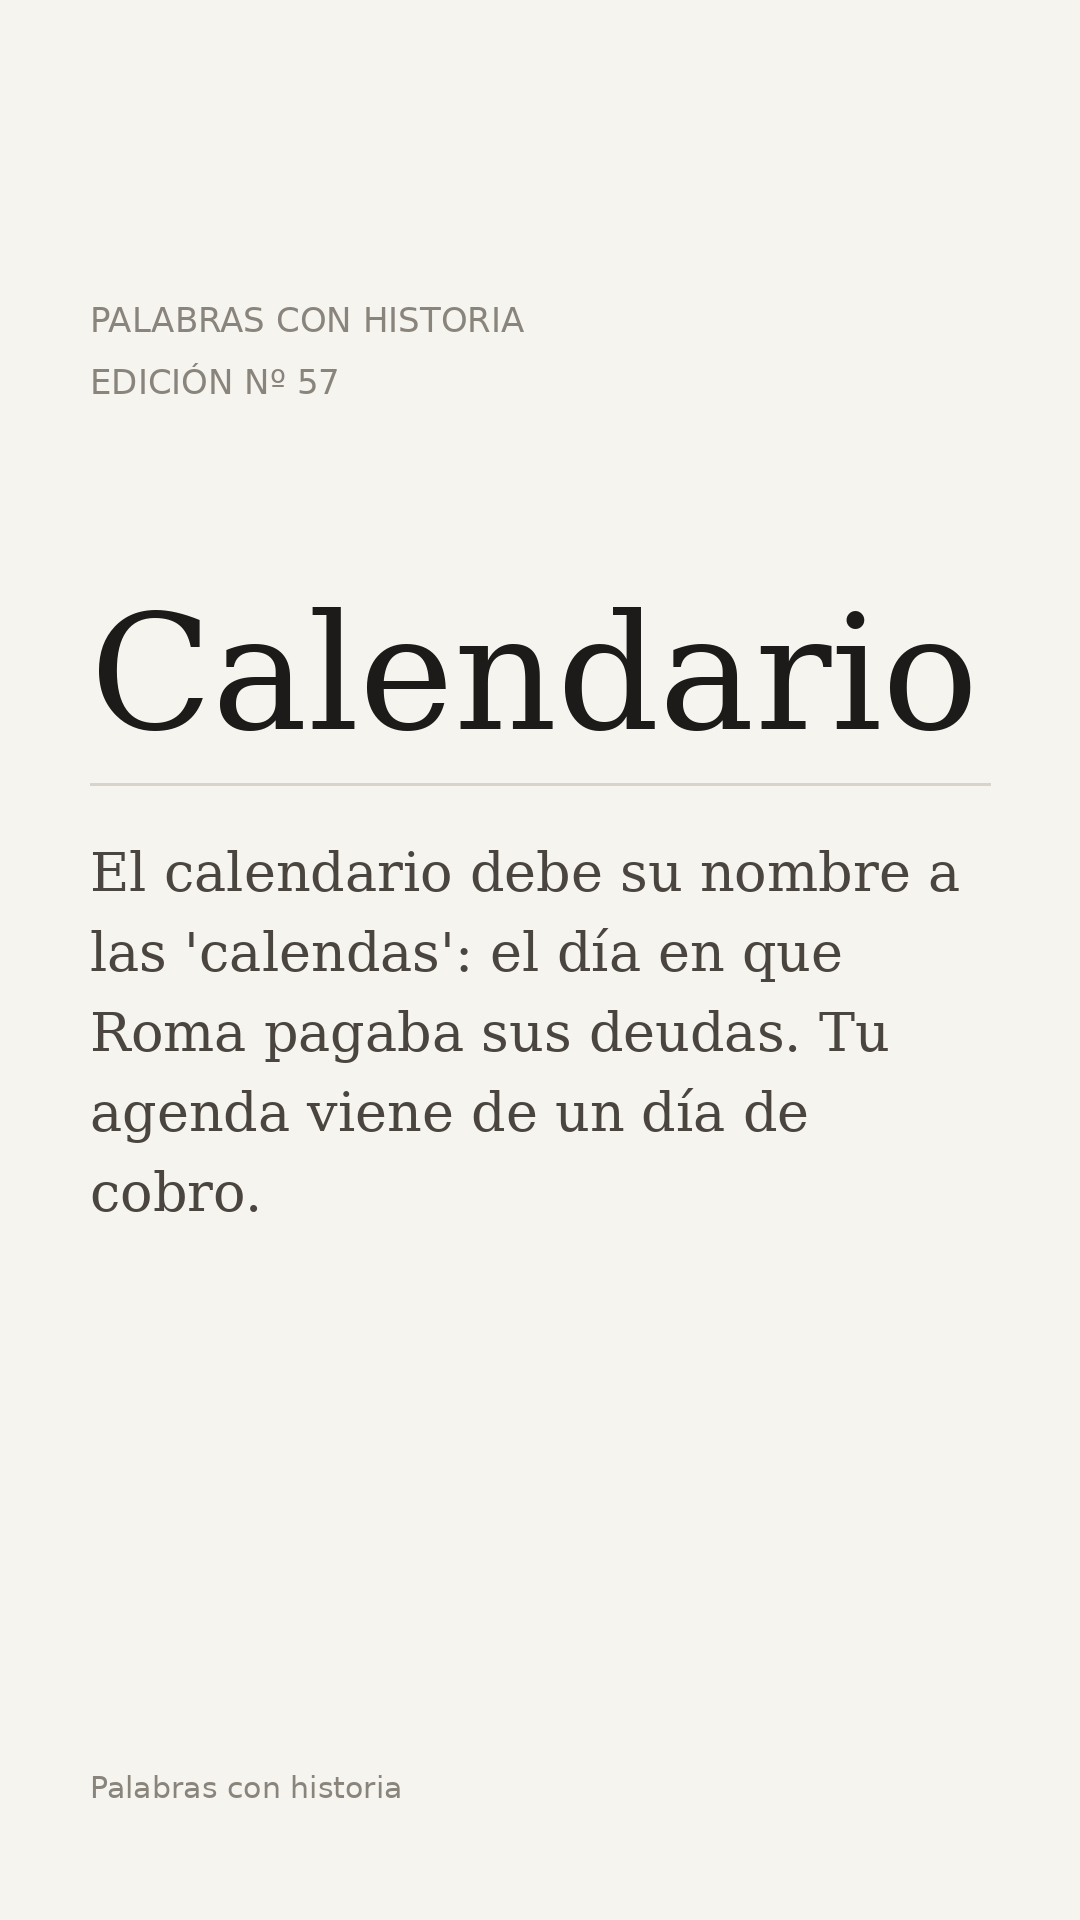 PALABRAS CON HISTORIA
EDICIÓN Nº 57
Calendario
El calendario debe su nombre a
las 'calendas': el día en que
Roma pagaba sus deudas. Tu
agenda viene de un día de
cobro.
Palabras con historia